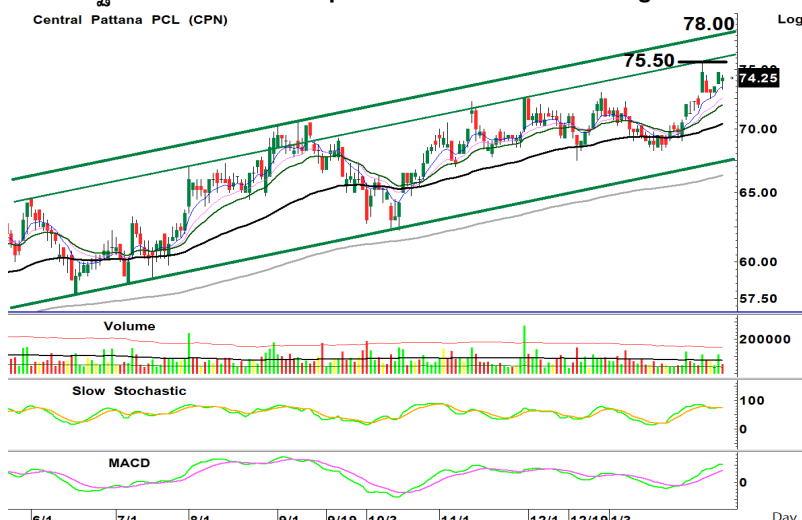 Central Pattana PCL (CPN)
78.00
Log
75.50
75.00
74.25
70.00
65.00
60.00
57.50
Volume
200000
0
Slow Stochastic
100
0
MACD
0
6/1 7/1 8/1 9/1 9/19 10/3 11/1 12/1 12/19 1/3
Day